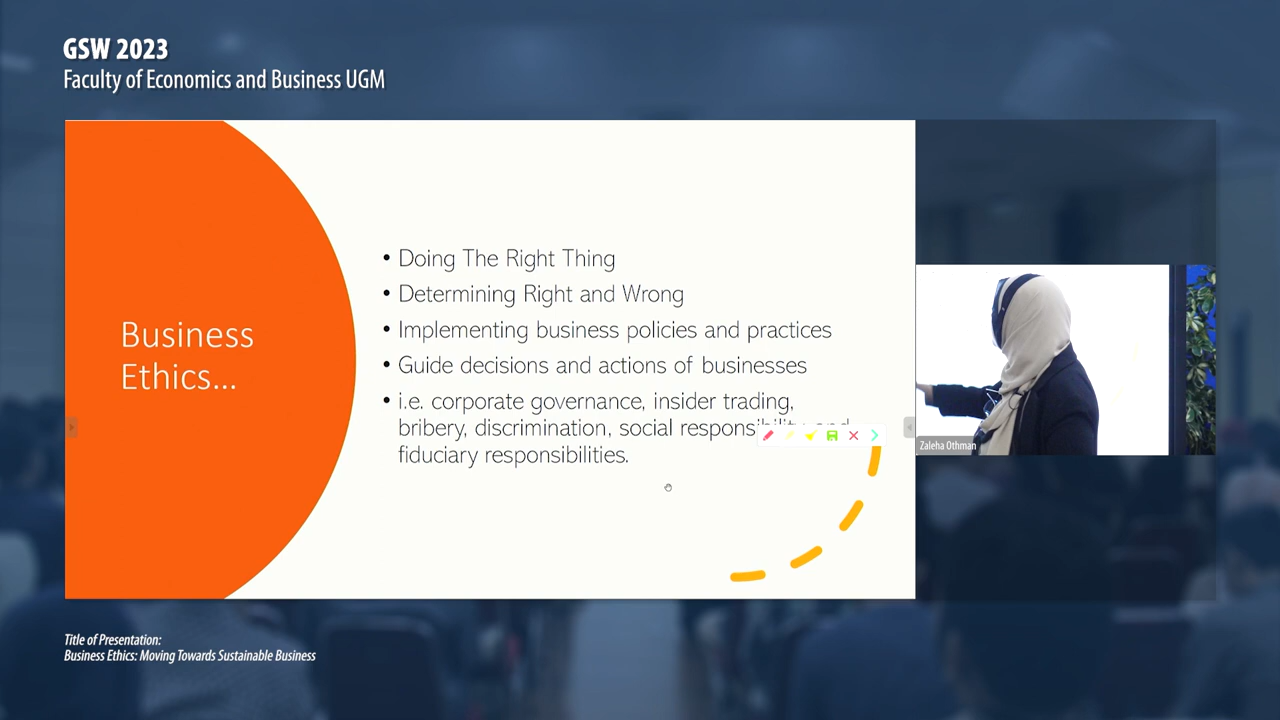 GSW 2023
Faculty of Economics and Business UGM
Business
Ethics...
• Doing The Right Thing
• Determining Right and Wrong
• Implementing business policies and practices
• Guide decisions and actions of businesses
• i.e. corporate governance, insider trading,
bribery, discrimination, social responsibility and
fiduciary responsibilities.
Zaleha Othman
Title of Presentation:
Business Ethics: Moving Towards Sustainable Business